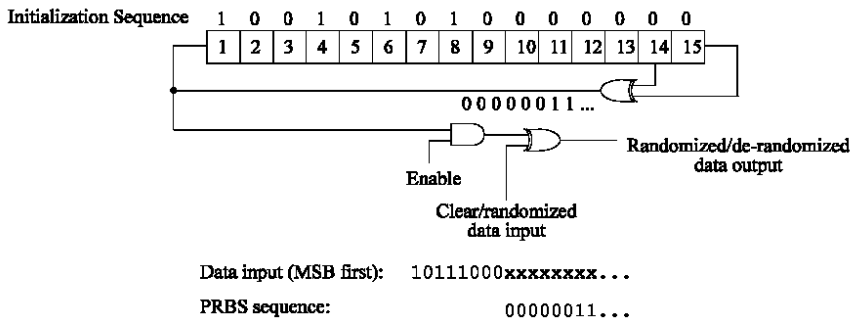 Initialization Sequence 1 0 0 1 0 1 0 1 0 0 0 0 0 0 0
1 2 3 4 5 6 7 8 9 10 11 12 13 14 15
0 0 0 0 0 0 1 1 ...
Randomized/de-randomized
data output
Enable
Clear/randomized
data input
Data input (MSB first): 10111000xxxxxxxx...
PRBS sequence: 00000011...